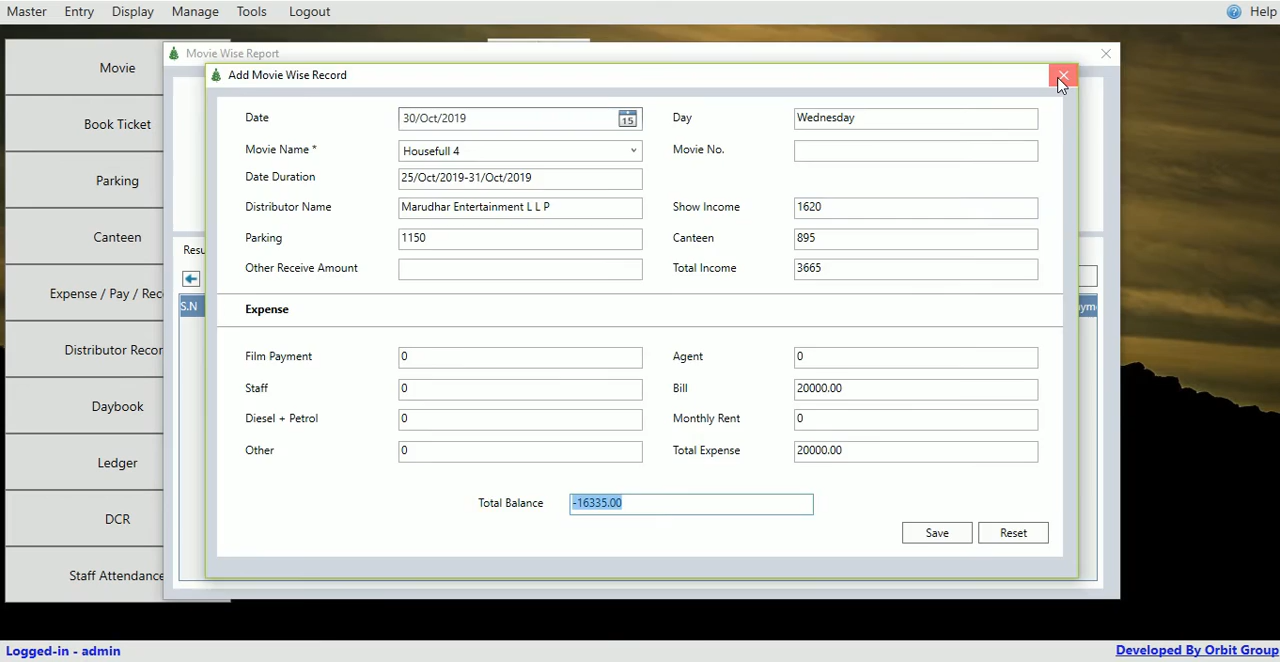 Master Entry Display Manage Tools Logout Help
Movie Wise Report
Add Movie Wise Record
Movie
Book Ticket
Parking
Canteen
Expense / Pay / Rec
Distributor Recor
Daybook
Ledger
DCR
Staff Attendance
Date 30/Oct/2019 15 Day Wednesday
Movie Name * Housefull 4 Movie No.
Date Duration 25/Oct/2019-31/Oct/2019
Distributor Name Marudhar Entertainment L L P Show Income 1620
Parking 1150 Canteen 895
Other Receive Amount Total Income 3665
Resu
S.N
ym
Expense
Film Payment 0 Agent 0
Staff 0 Bill 20000.00
Diesel + Petrol 0 Monthly Rent 0
Other 0 Total Expense 20000.00
Total Balance -16335.00
Save Reset
Logged-in - admin Developed By Orbit Group